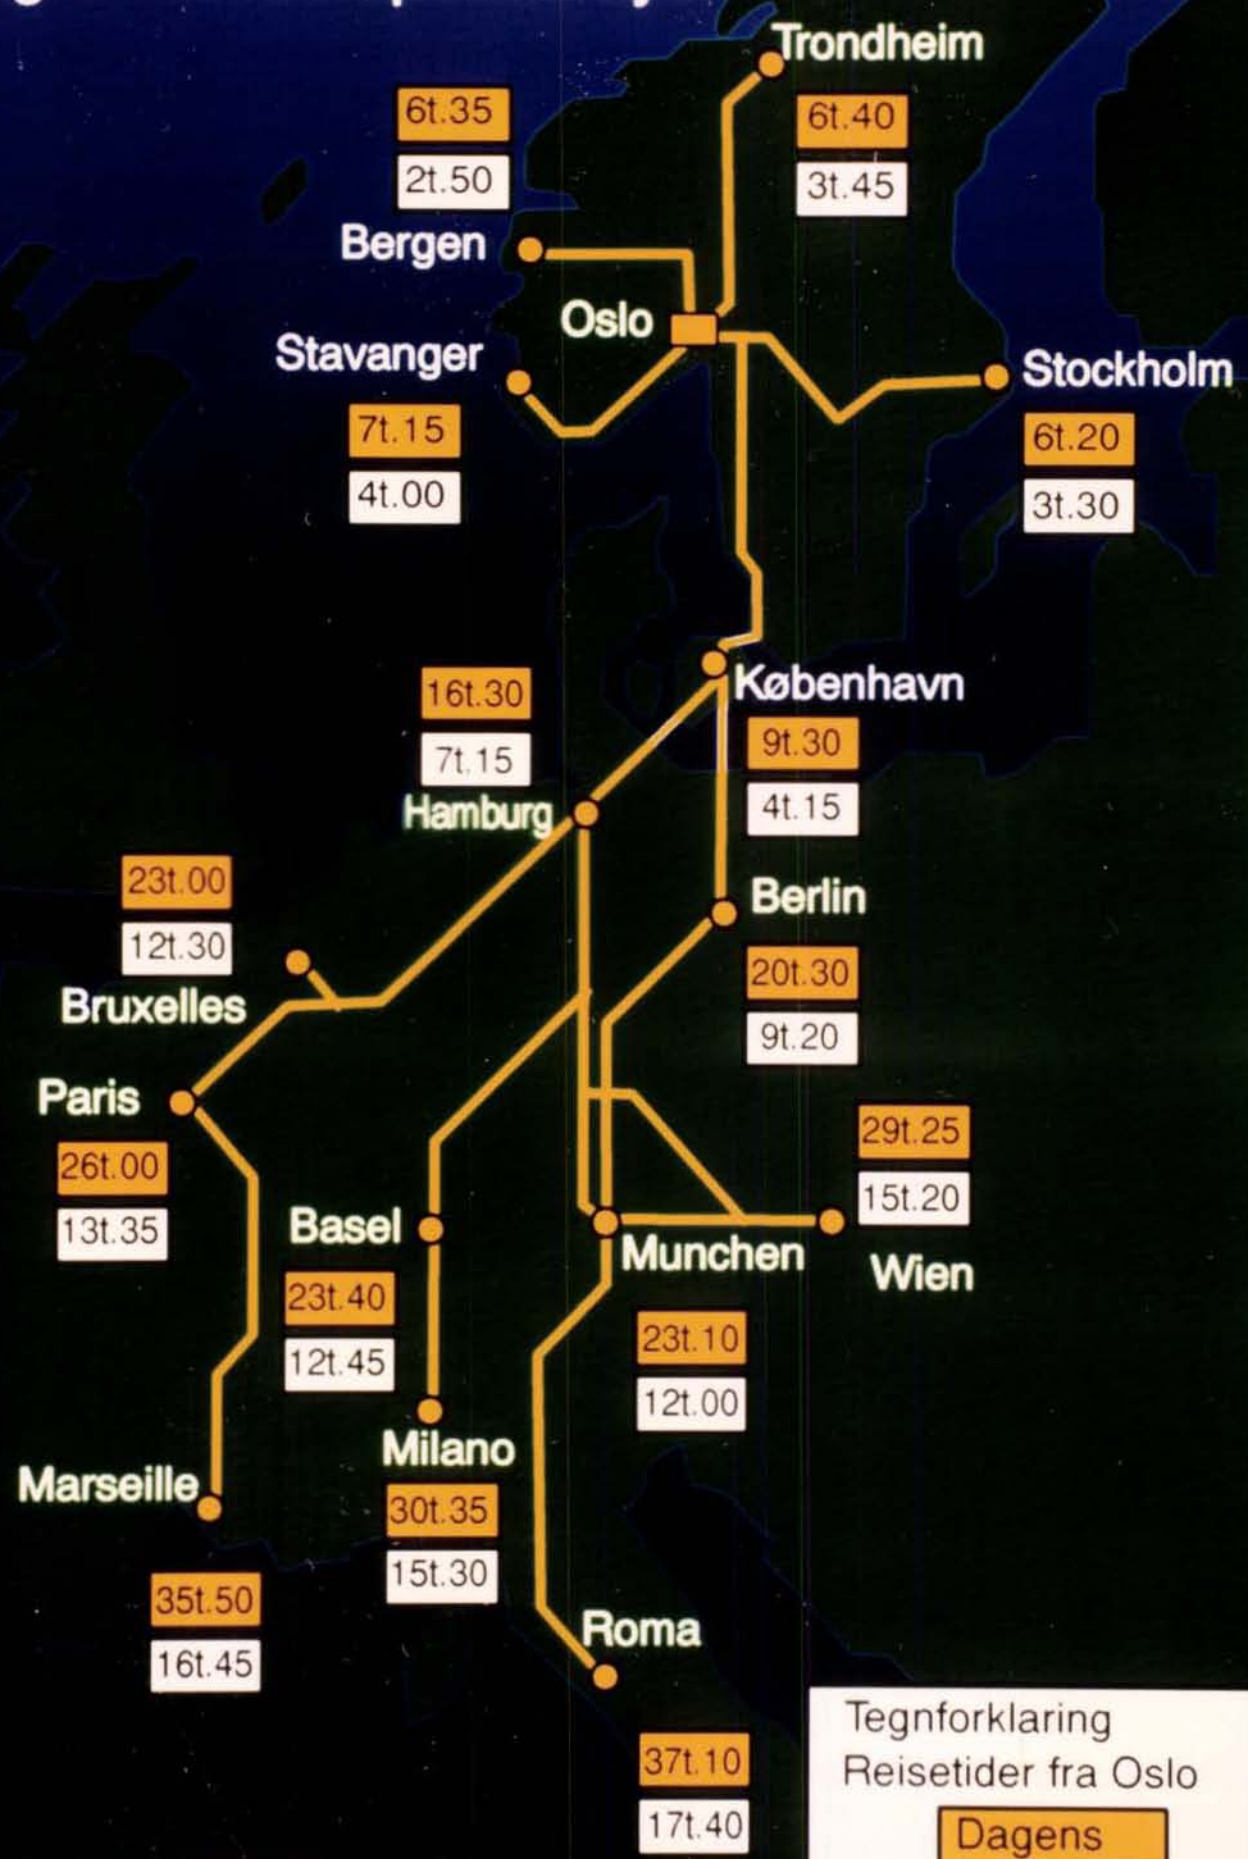 Trondheim
6t.35
6t.40
2t.50
3t.45
Bergen
Oslo
Stavanger
Stockholm
7t.15
6t.20
4t.00
3t.30
København
16t.30
9t.30
7t.15
4t.15
Hamburg
Berlin
23t.00
20t.30
12t.30
9t.20
Bruxelles
Paris
26t.00
13t.35
29t.25
15t.20
Wien
Basel
23t.40
12t.45
Munchen
23t.10
12t.00
Milano
30t.35
15t.30
Marseille
35t.50
16t.45
Roma
37t.10
17t.40
Tegnforklaring
Reisetider fra Oslo
Dagens